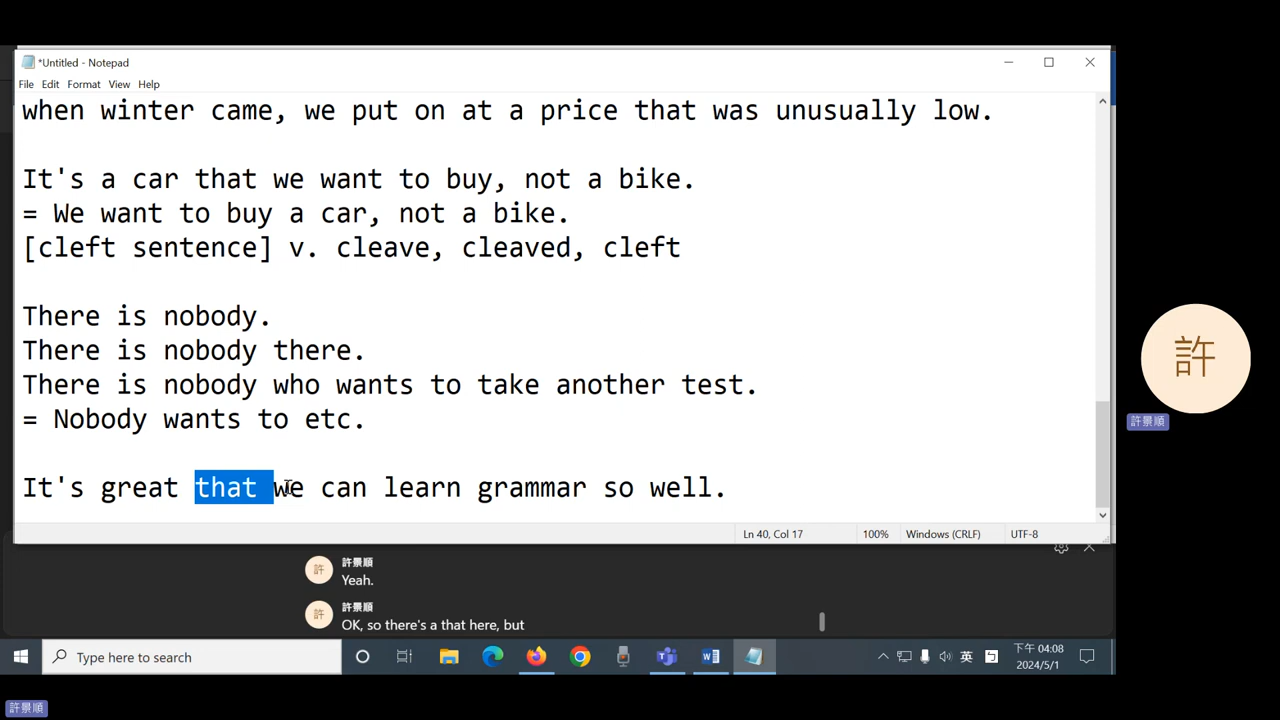 *Untitled - Notepad
File Edit Format View Help
when winter came, we put on at a price that was unusually low.
It's a car that we want to buy, not a bike.
= We want to buy a car, not a bike.
[cleft sentence] v. cleave, cleaved, cleft
There is nobody.
There is nobody there.
There is nobody who wants to take another test.
= Nobody wants to etc.
It's great that we can learn grammar so well.
Ln 40, Col 17 100% Windows (CRLF) UTF-8
許
許景順
許 許景順
Yeah.
許 許景順
OK, so there's a that here, but
Type here to search
英
下午 04:08
2024/5/1
許景順